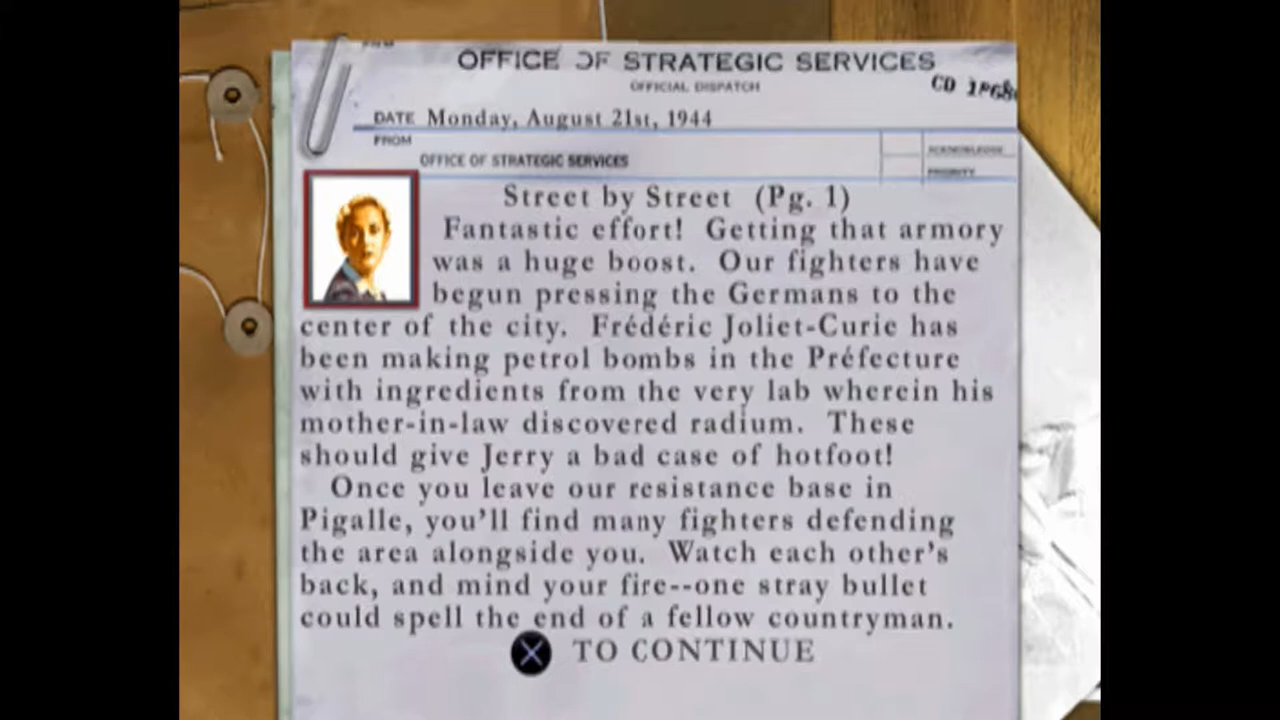 OFFICE OF STRATEGIC SERVICES
OFFICIAL DISPATCH
CD 1P68
DATE Monday, August 21st, 1944
FROM
OFFICE OF STRATEGIC SERVICES
ACKNOWLEDGE
PRIORITY
Street by Street (Pg. 1)
Fantastic effort! Getting that armory
was a huge boost. Our fighters have
begun pressing the Germans to the
center of the city. Frédéric Joliet-Curie has
been making petrol bombs in the Préfecture
with ingredients from the very lab wherein his
mother-in-law discovered radium. These
should give Jerry a bad case of hotfoot!
Once you leave our resistance base in
Pigalle, you'll find many fighters defending
the area alongside you. Watch each other's
back, and mind your fire--one stray bullet
could spell the end of a fellow countryman.
TO CONTINUE